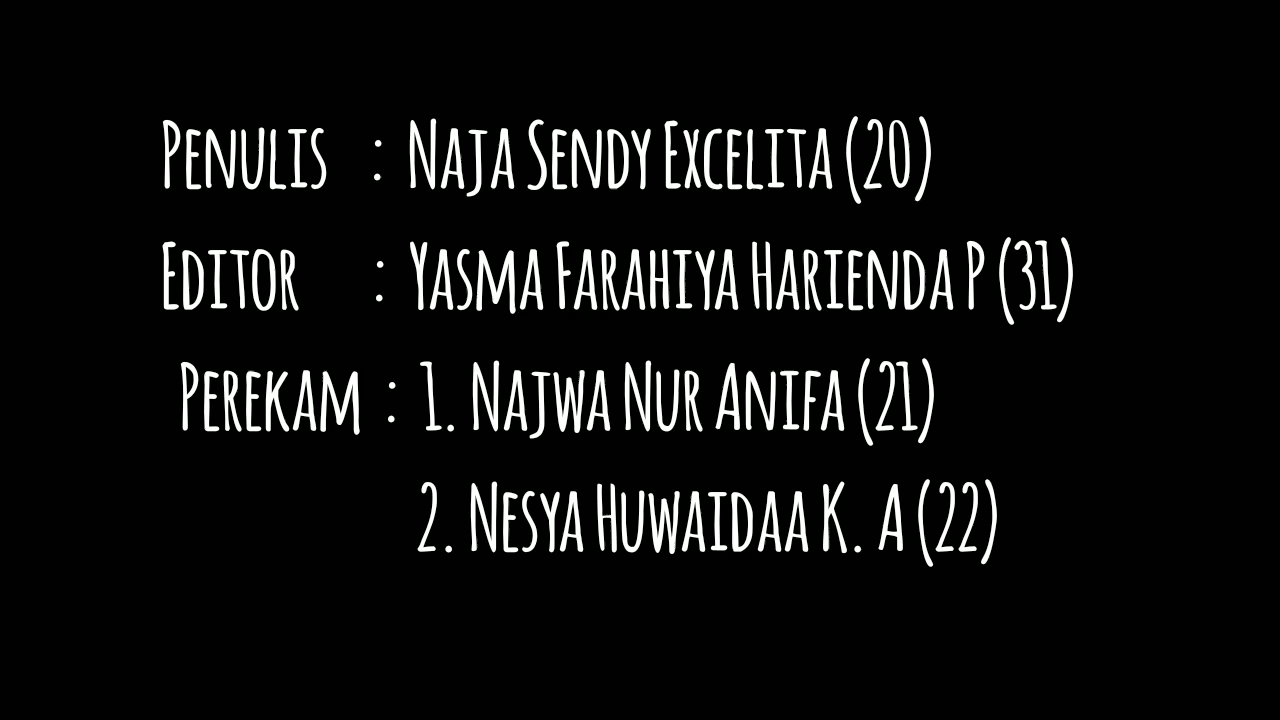 Penulis : Naja Sendy Excelita (20)
Editor : Yasma Farahiya Harienda P (31)
Perekam : 1. Najwa Nur Anifa (21)
2. Nesya Huwaidaa K. A (22)